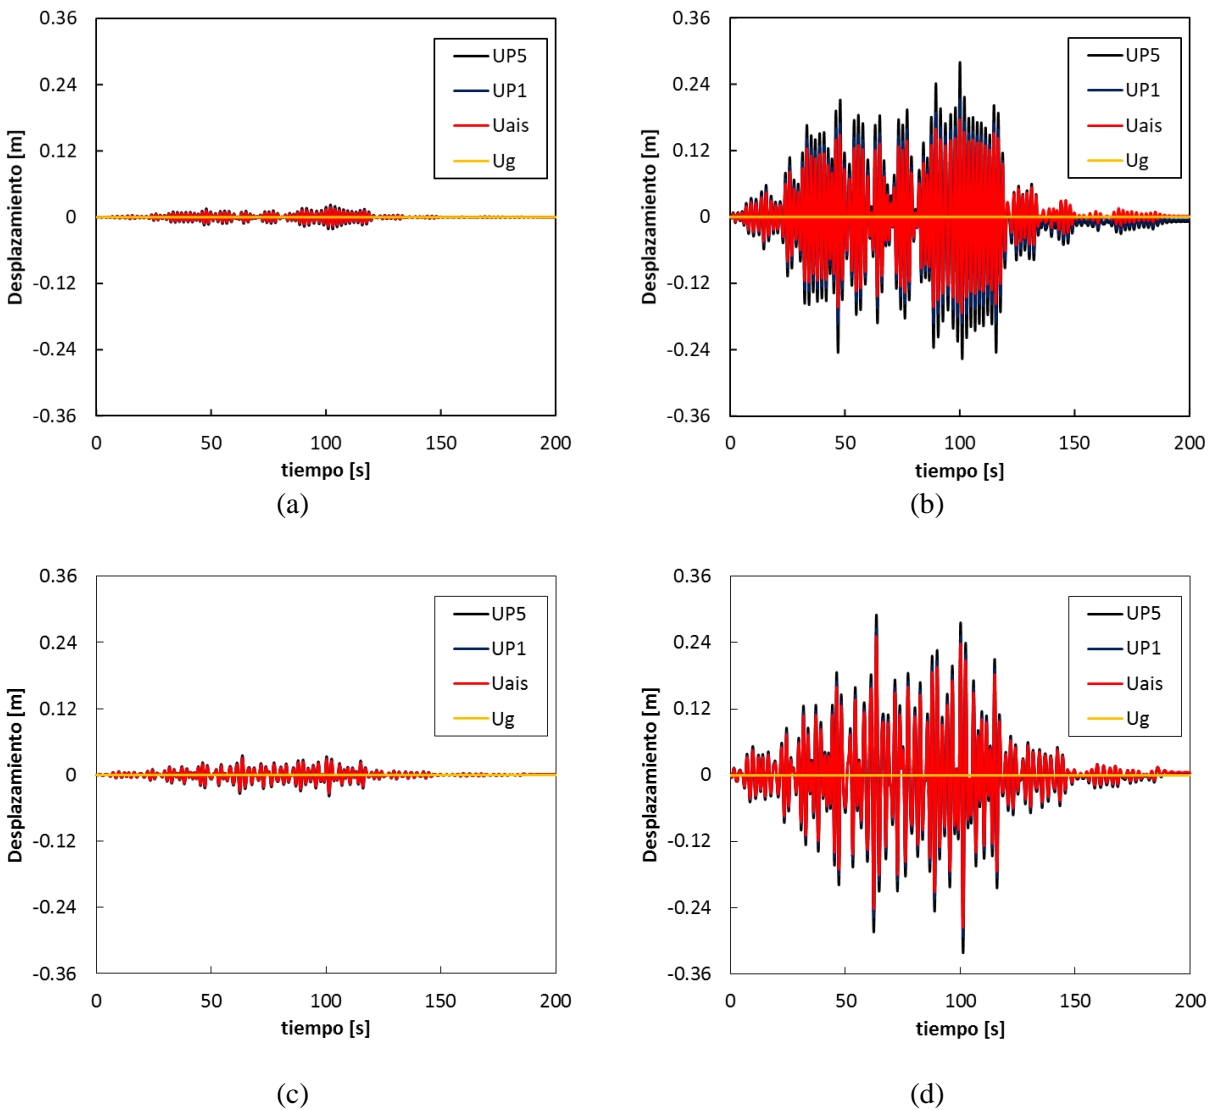 0.36
0.24
0.12
0
-0.12
-0.24
-0.36
Desplazamiento [m]
UP5
UP1
Uais
Ug
0 50 100 150 200
tiempo [s]
(a)
0.36
0.24
0.12
0
-0.12
-0.24
-0.36
Desplazamiento [m]
UP5
UP1
Uais
Ug
0 50 100 150 200
tiempo [s]
(b)
0.36
0.24
0.12
0
-0.12
-0.24
-0.36
Desplazamiento [m]
UP5
UP1
Uais
Ug
0 50 100 150 200
tiempo [s]
(c)
0.36
0.24
0.12
0
-0.12
-0.24
-0.36
Desplazamiento [m]
UP5
UP1
Uais
Ug
0 50 100 150 200
tiempo [s]
(d)